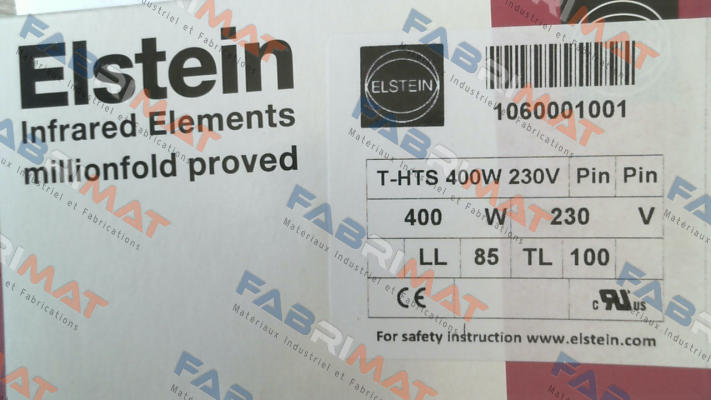 Elstein
Infrared Elements
millionfold proved
ELSTEIN
1060001001
T-HTS 400W 230V Pin Pin
400 W 230 V
LL 85 TL 100
CE c RU us
For safety instruction www.elstein.com
FABRIMAT
Matériaux Industriel et Fabrications